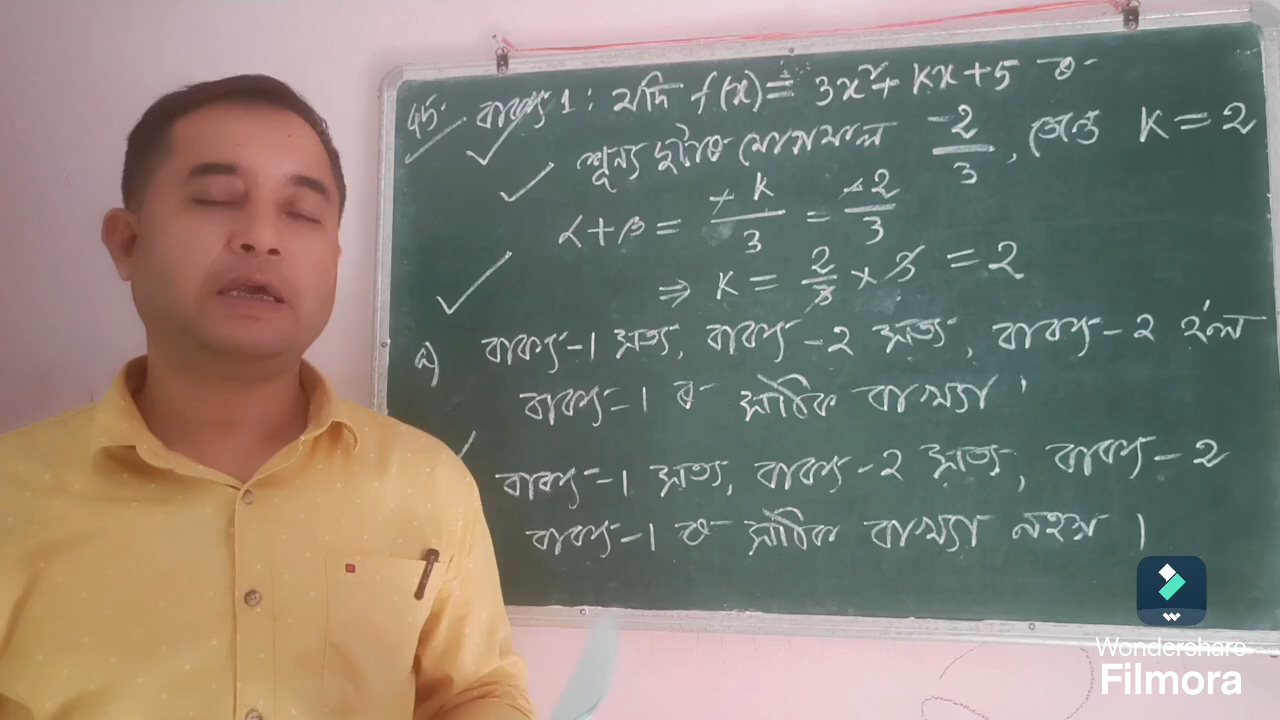 45. বাক্য 1 : যদি f(x) = 3x² + kx + 5 ৰ
শূন্য দুটাৰ যোগফল -2/3, তেন্তে K = 2
α + β = -k/3 = -2/3
⇒ K = 2/3 × 3 = 2
a) বাক্য-1 সত্য, বাক্য-2 সত্য, বাক্য-2 হ'ল
বাক্য-1 ৰ সঠিক ব্যাখ্যা ।
বাক্য-1 সত্য, বাক্য-2 সত্য, বাক্য-2
বাক্য-1 ৰ সঠিক ব্যাখ্যা নহয় ।
Wondershare
Filmora